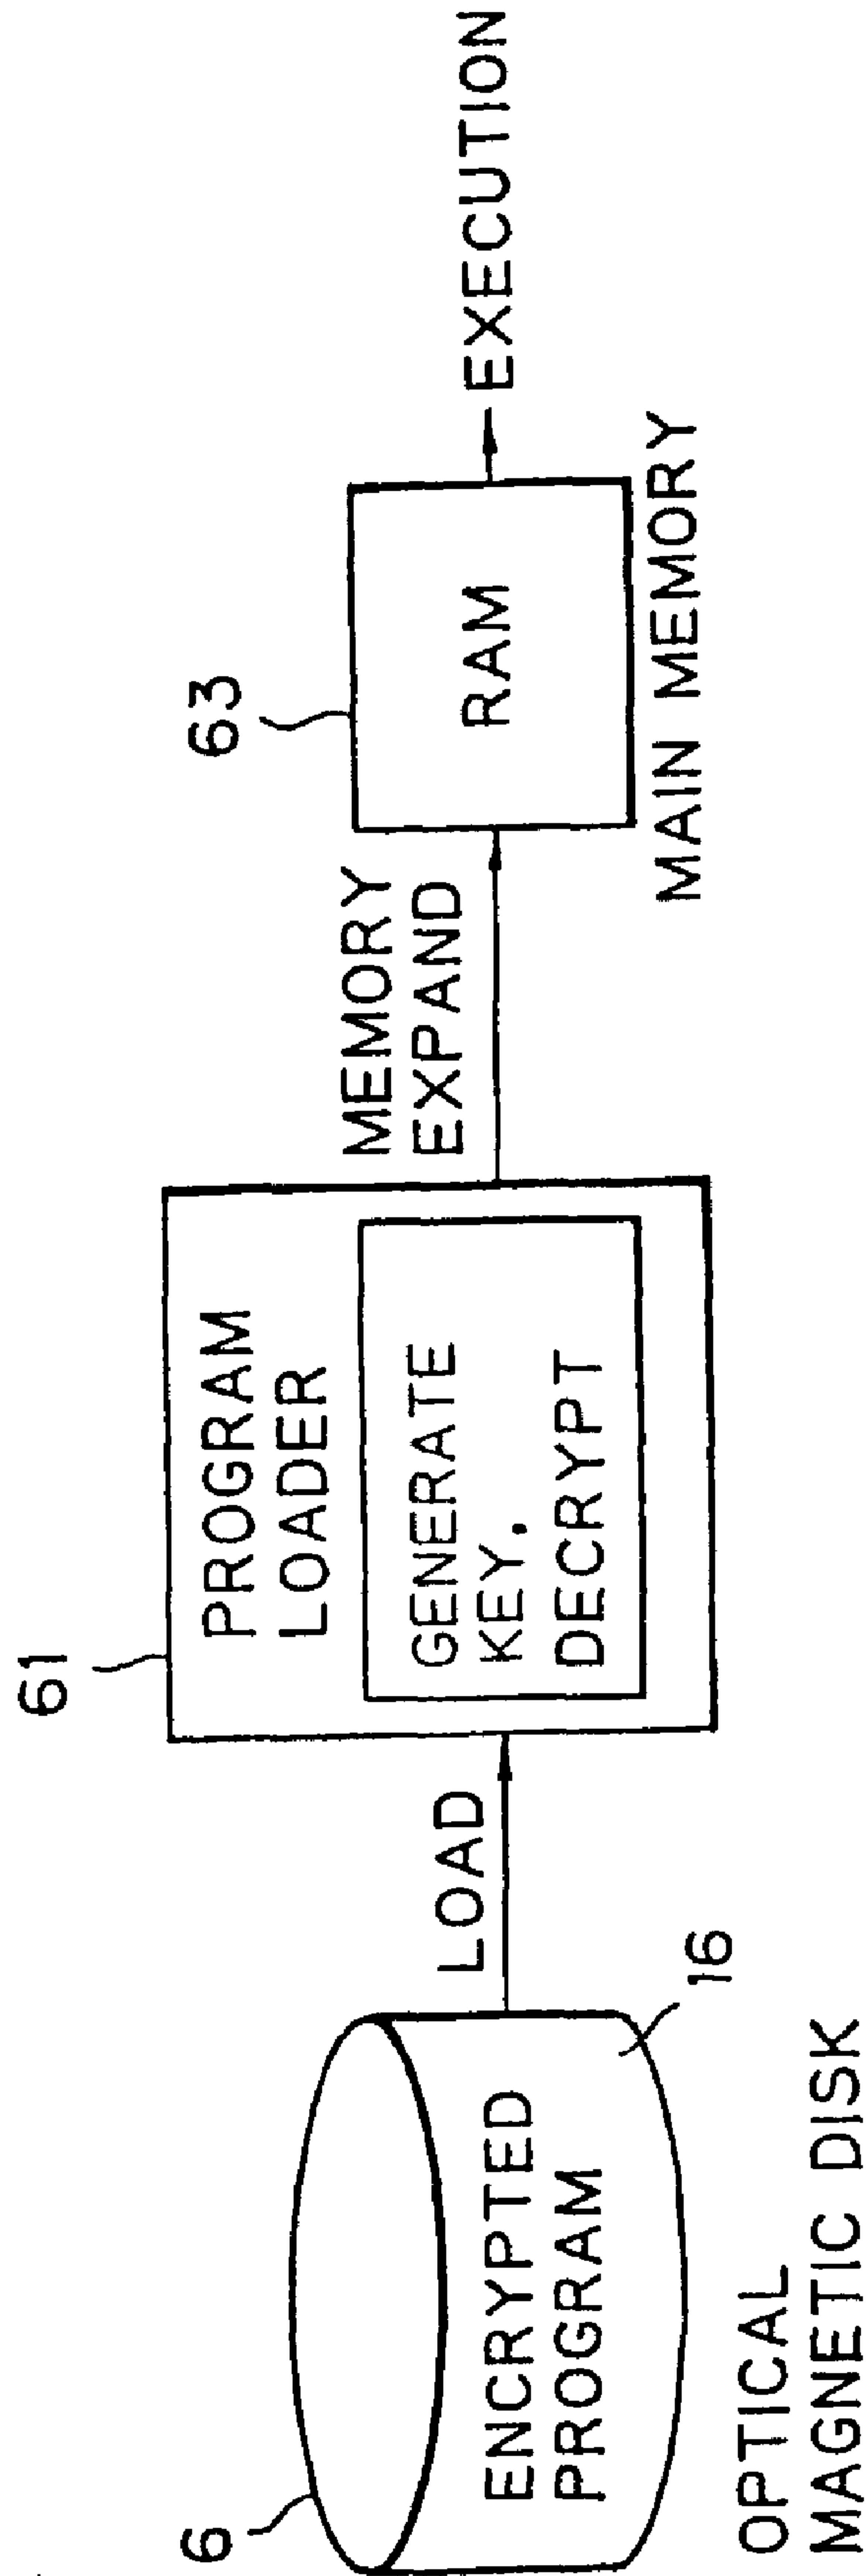 6
ENCRYPTED
PROGRAM
16
OPTICAL
MAGNETIC DISK
LOAD
61
PROGRAM
LOADER
GENERATE
KEY.
DECRYPT
MEMORY
EXPAND
63
RAM
MAIN MEMORY
EXECUTION